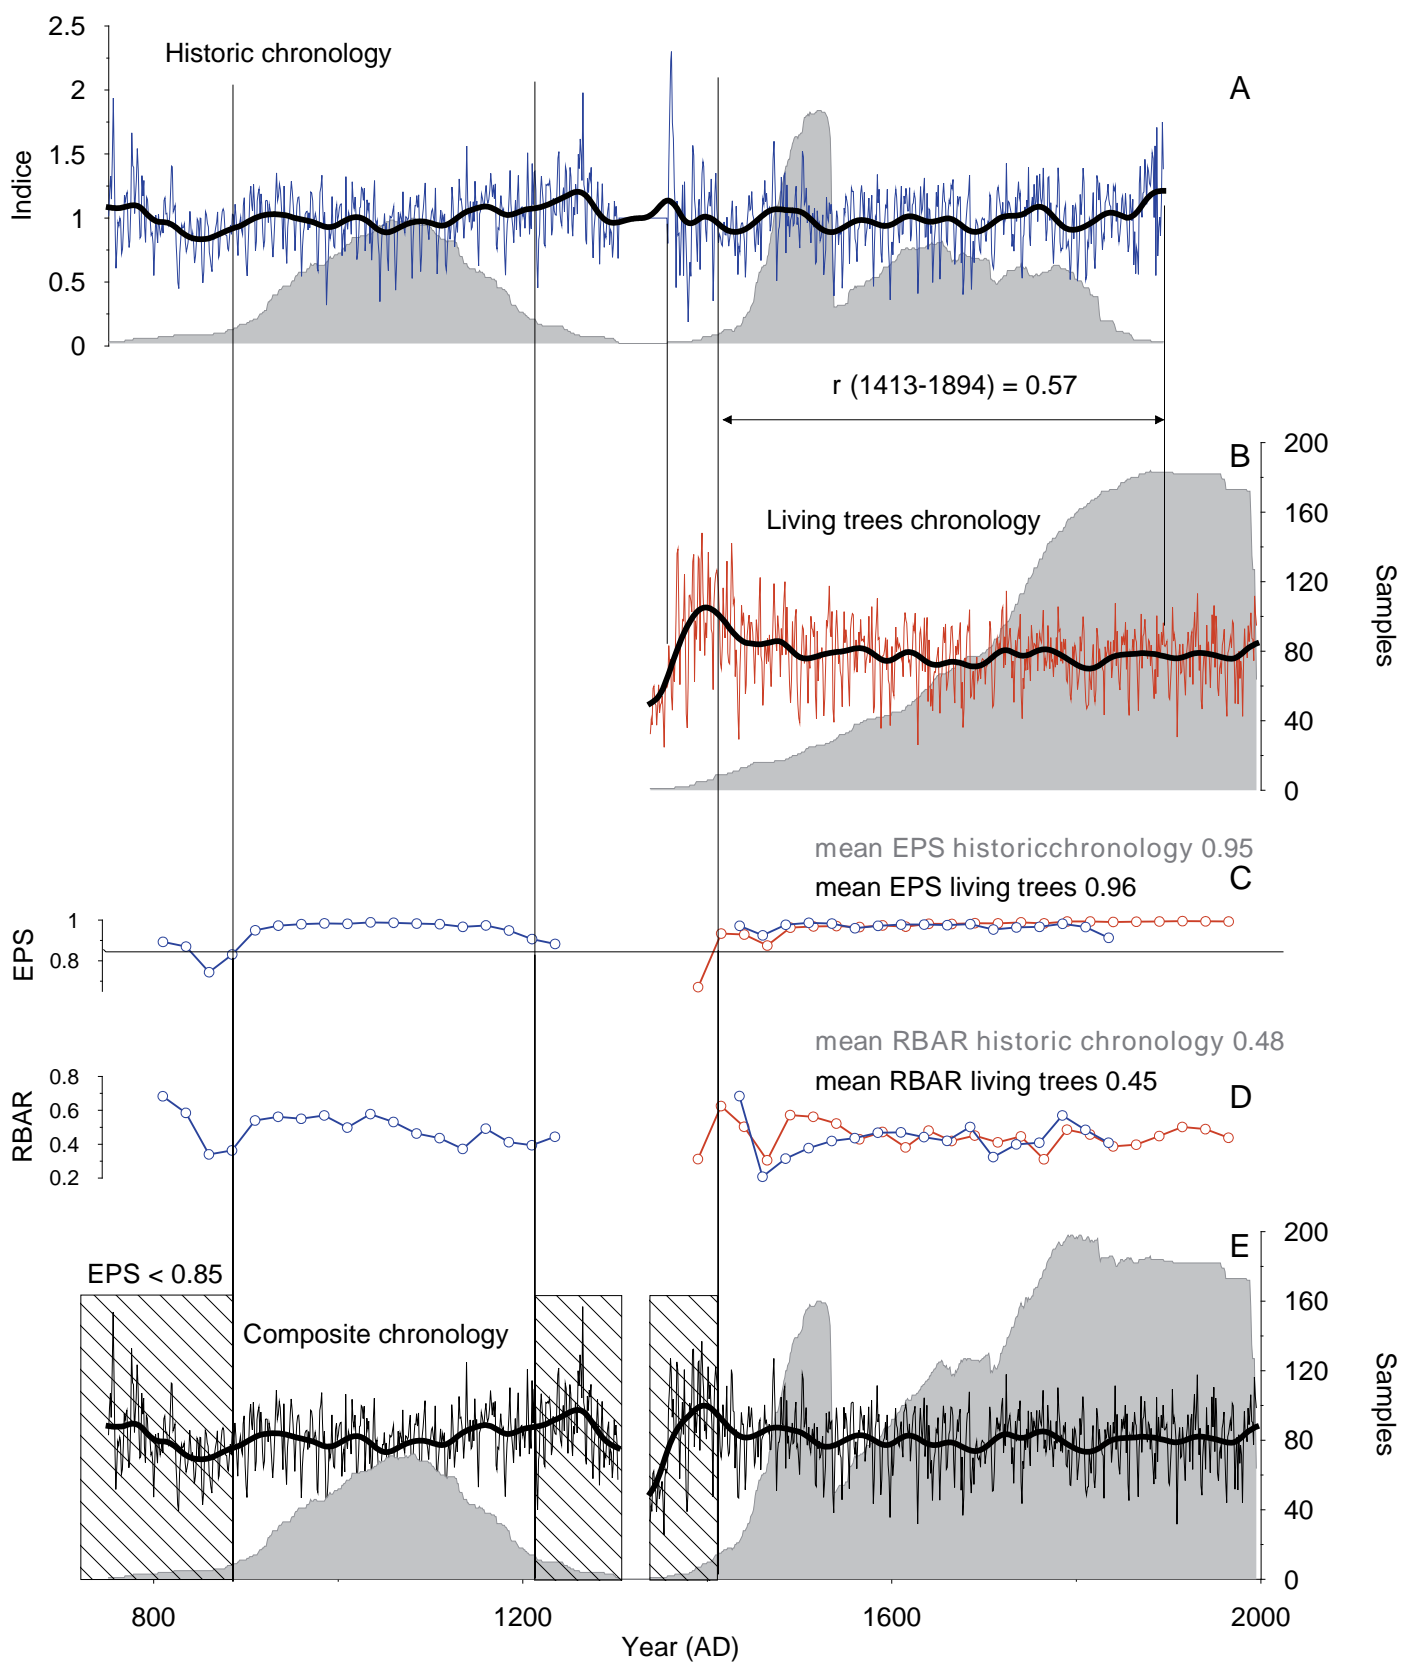 2.5
Historic chronology
A
2
1.5
1
0.5
0
Indice
r (1413-1894) = 0.57
B
200
160
120
80
40
0
Samples
Living trees chronology
mean EPS historicchronology 0.95
mean EPS living trees 0.96
C
1
0.8
EPS
mean RBAR historic chronology 0.48
mean RBAR living trees 0.45
D
0.8
0.6
0.4
0.2
RBAR
E
200
160
120
80
40
0
Samples
EPS < 0.85
Composite chronology
800
1200
1600
2000
Year (AD)